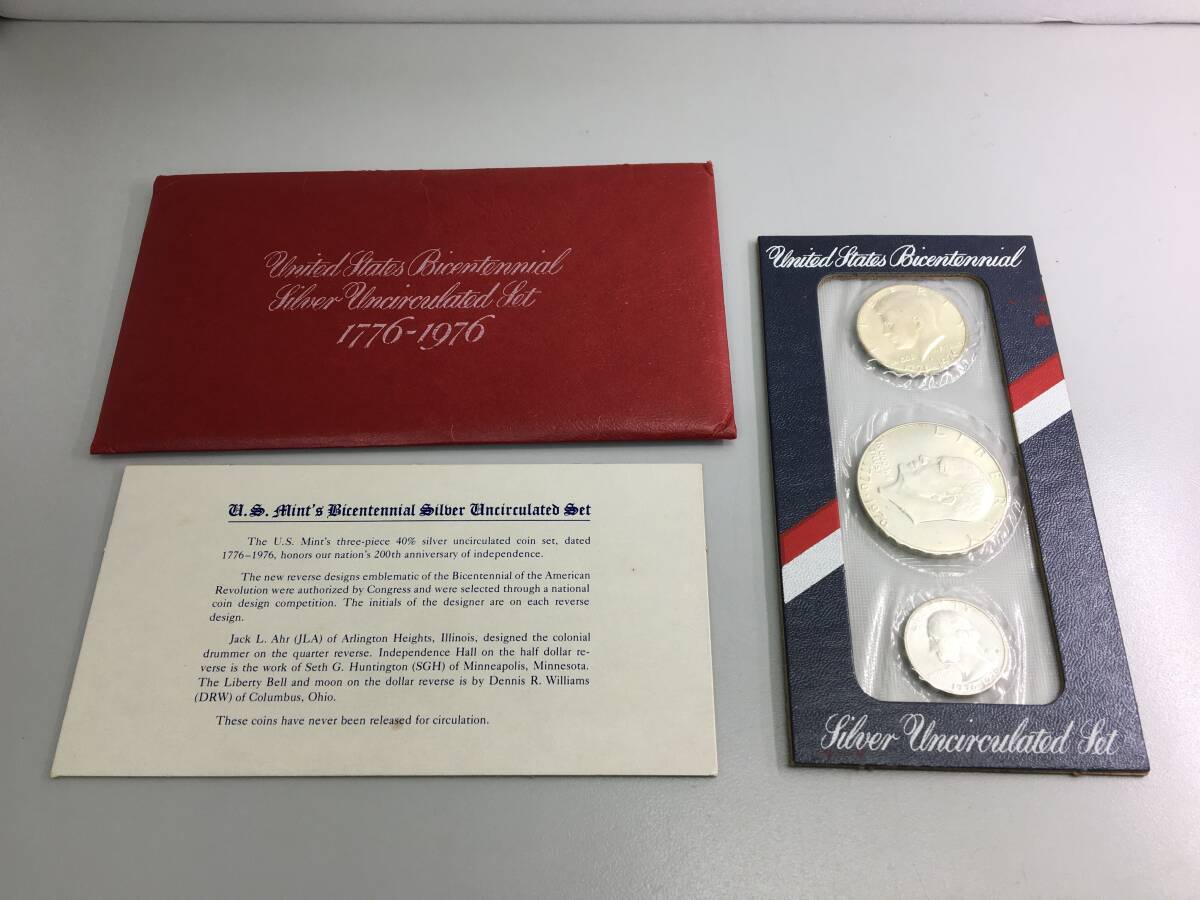 United States Bicentennial
Silver Uncirculated Set
1776-1976
U.S. Mint's Bicentennial Silver Uncirculated Set
The U.S. Mint's three-piece 40% silver uncirculated coin set, dated
1776-1976, honors our nation's 200th anniversary of independence.
The new reverse designs emblematic of the Bicentennial of the American
Revolution were authorized by Congress and were selected through a national
coin design competition. The initials of the designer are on each reverse
design.
Jack L. Ahr (JLA) of Arlington Heights, Illinois, designed the colonial
drummer on the quarter reverse. Independence Hall on the half dollar re-
verse is the work of Seth G. Huntington (SGH) of Minneapolis, Minnesota.
The Liberty Bell and moon on the dollar reverse is by Dennis R. Williams
(DRW) of Columbus, Ohio.
These coins have never been released for circulation.
United States Bicentennial
LIBERTY
Silver Uncirculated Set